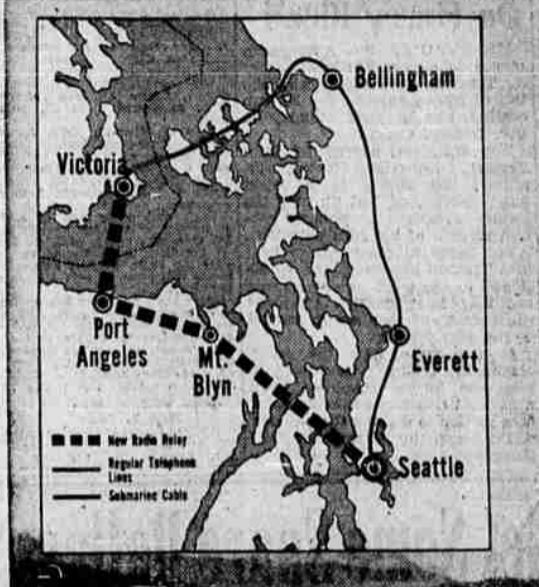 Bellingham
Victoria
Port
Angeles
Mt.
Blyn
Everett
Seattle
New Radio Relay
Regular Telephone
Lines
Submarine Cable